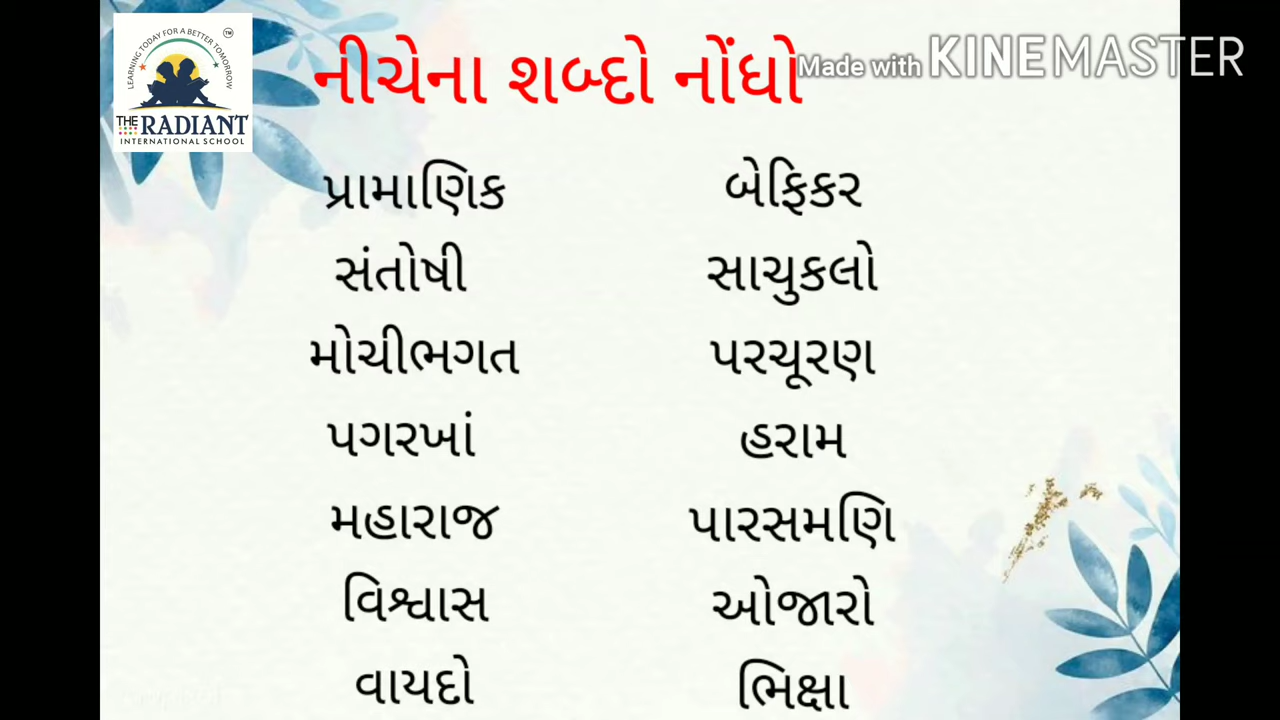 LEARNING TODAY FOR A BETTER TOMORROW
TM
THE RADIANT
INTERNATIONAL SCHOOL
નીચેના શબ્દો નોંધો
Made with KINEMASTER
પ્રામાણિક બેફિકર
સંતોષી સાચુકલો
મોચીભગત પરચૂરણ
પગરખાં હરામ
મહારાજ પારસમણિ
વિશ્વાસ ઓજારો
વાયદો ભિક્ષા